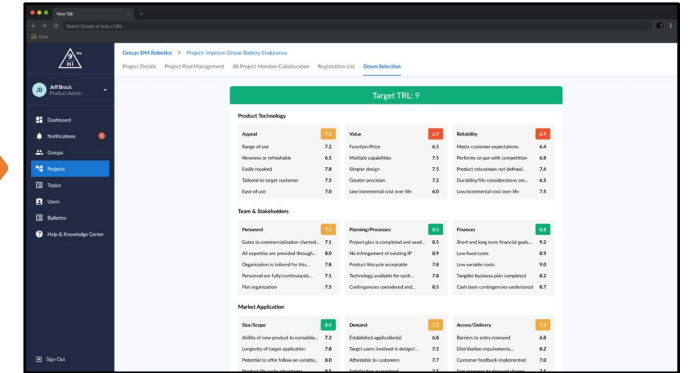 New Tab
Search Google or type a URL
Apps
9
HI
TM
Group: DM Robotics > Project: Improve Drone Battery Endurance
Project Details Project Pool Management All Project Member Collaboration Registration List Down Selection
JB Jeff Brock
Product Admin
Dashboard
Notifications 5
Groups
Projects
Topics
Users
Bulletins
Help & Knowledge Center
Sign Out
Target TRL: 9
Product Technology
Appeal 7.2 Value 6.9 Reliability 6.9
Range of use 7.2 Function/Price 6.5 Meets customer expectations 6.4
Newness or refreshable 6.5 Multiple capabilities 7.5 Performs on par with competition 6.8
Easily repaired 7.8 Simpler design 7.5 Product robustness not defined... 7.4
Tailored to target customer 7.5 Greater precision 7.2 Durability/life considerations are... 6.5
Ease of use 7.0 Low incremental cost over life 6.0 Low incremental cost over life 7.5
Team & Stakeholders
Personnel 7.5 Planning/Processes 8.3 Finances 8.8
Gates to commercialization charted... 7.1 Project plan is completed and used... 8.5 Short and long term financial goals... 9.2
All expertise are provided through... 8.0 No infringement of existing IP 8.9 Low fixed costs 8.9
Organization is tailored for this... 7.8 Product lifecycle acceptable 7.8 Low variable costs 9.0
Personnel are fully/continuously... 7.1 Technology available for each... 7.8 Tangible business plan completed 8.2
Flat organization 7.5 Contingencies considered and... 8.5 Cash burn contingencies understood 8.7
Market Application
Size/Scope 8.0 Demand 7.3 Access/Delivery 7.5
Ability of new product to consolida... 7.3 Established application(s) 6.8 Barriers to entry removed 6.8
Longevity of target application 7.8 Target users involved in design/... 7.5 Distribution requirements... 8.2
Potential to offer follow on variatio... 8.0 Affordable to customers 7.7 Customer feedback implemented 7.0